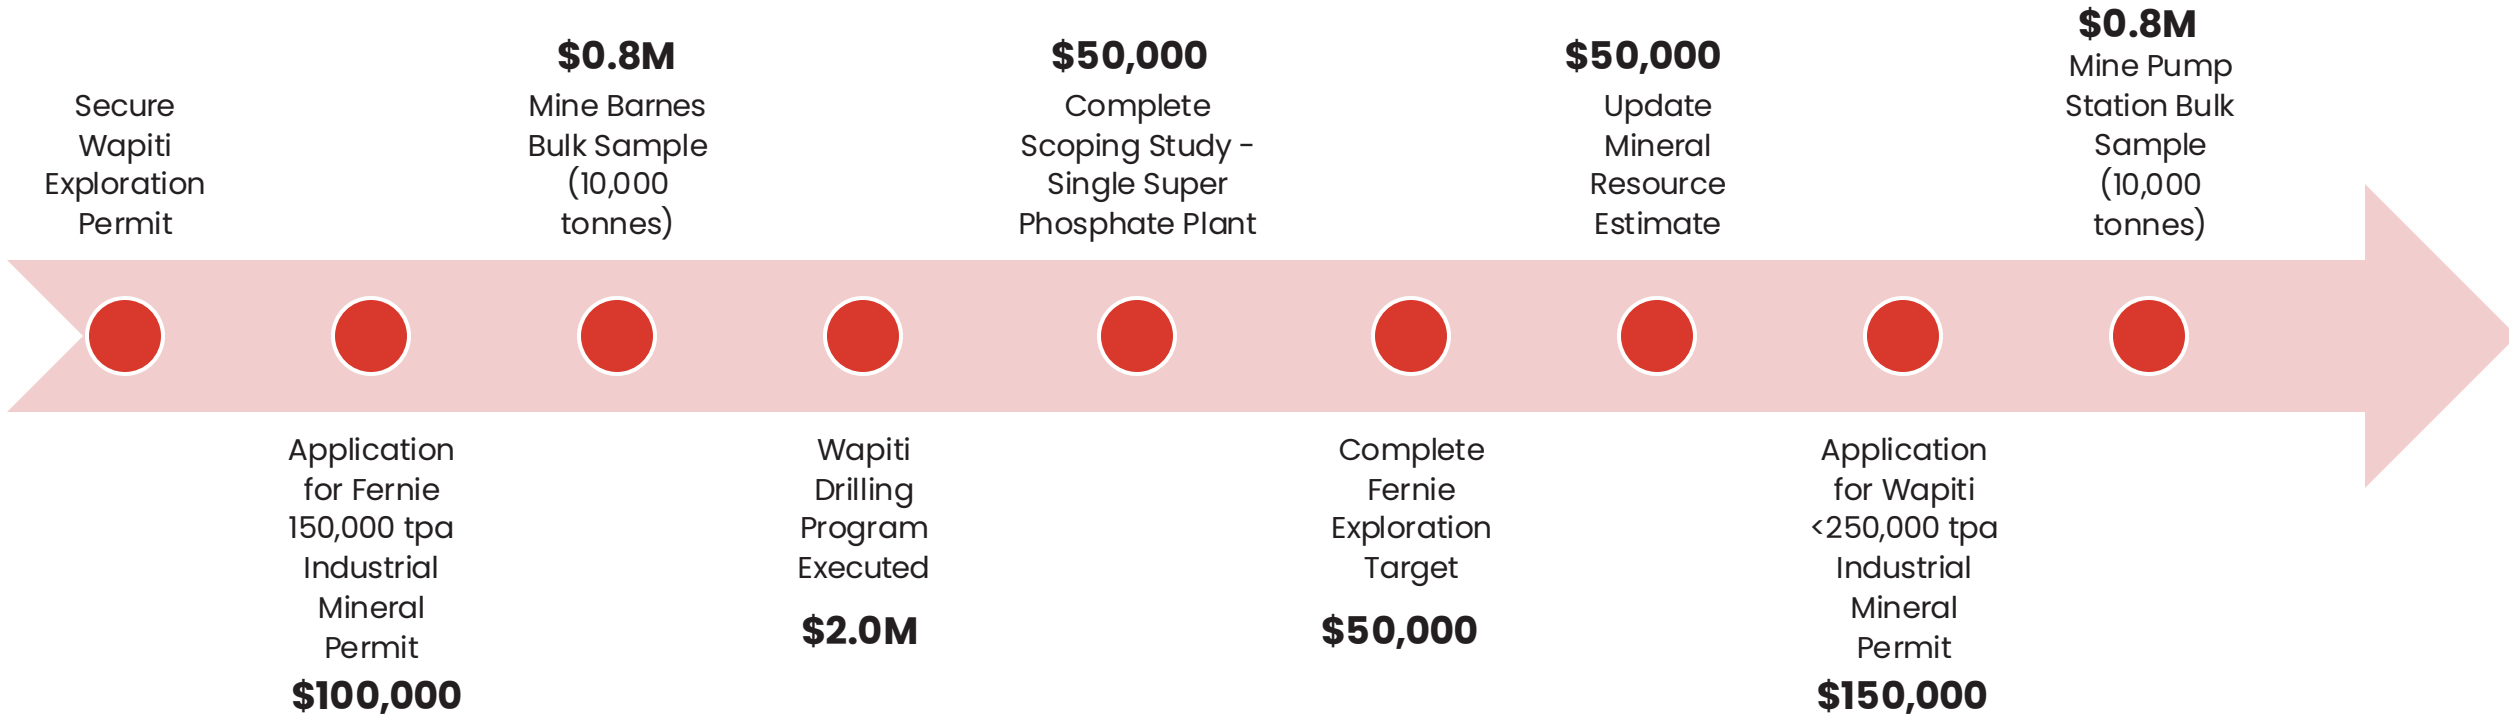 Secure
Wapiti
Exploration
Permit
Application
for Fernie
150,000 tpa
Industrial
Mineral
Permit
$100,000
$0.8M
Mine Barnes
Bulk Sample
(10,000
tonnes)
Wapiti
Drilling
Program
Executed
$2.0M
$50,000
Complete
Scoping Study -
Single Super
Phosphate Plant
Complete
Fernie
Exploration
Target
$50,000
$50,000
Update
Mineral
Resource
Estimate
Application
for Wapiti
<250,000 tpa
Industrial
Mineral
Permit
$150,000
$0.8M
Mine Pump
Station Bulk
Sample
(10,000
tonnes)